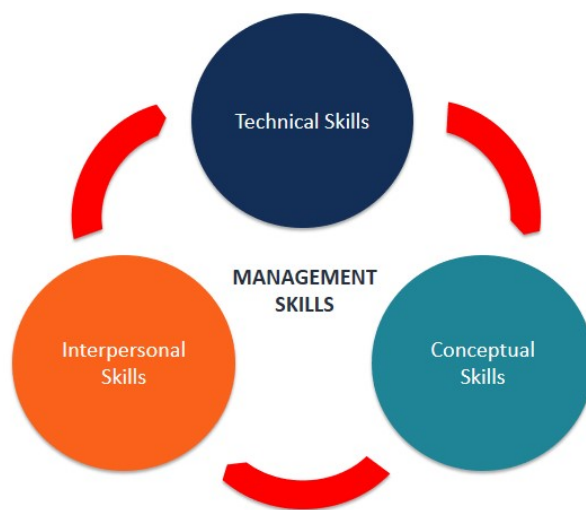 Technical Skills
MANAGEMENT
SKILLS
Interpersonal
Skills
Conceptual
Skills